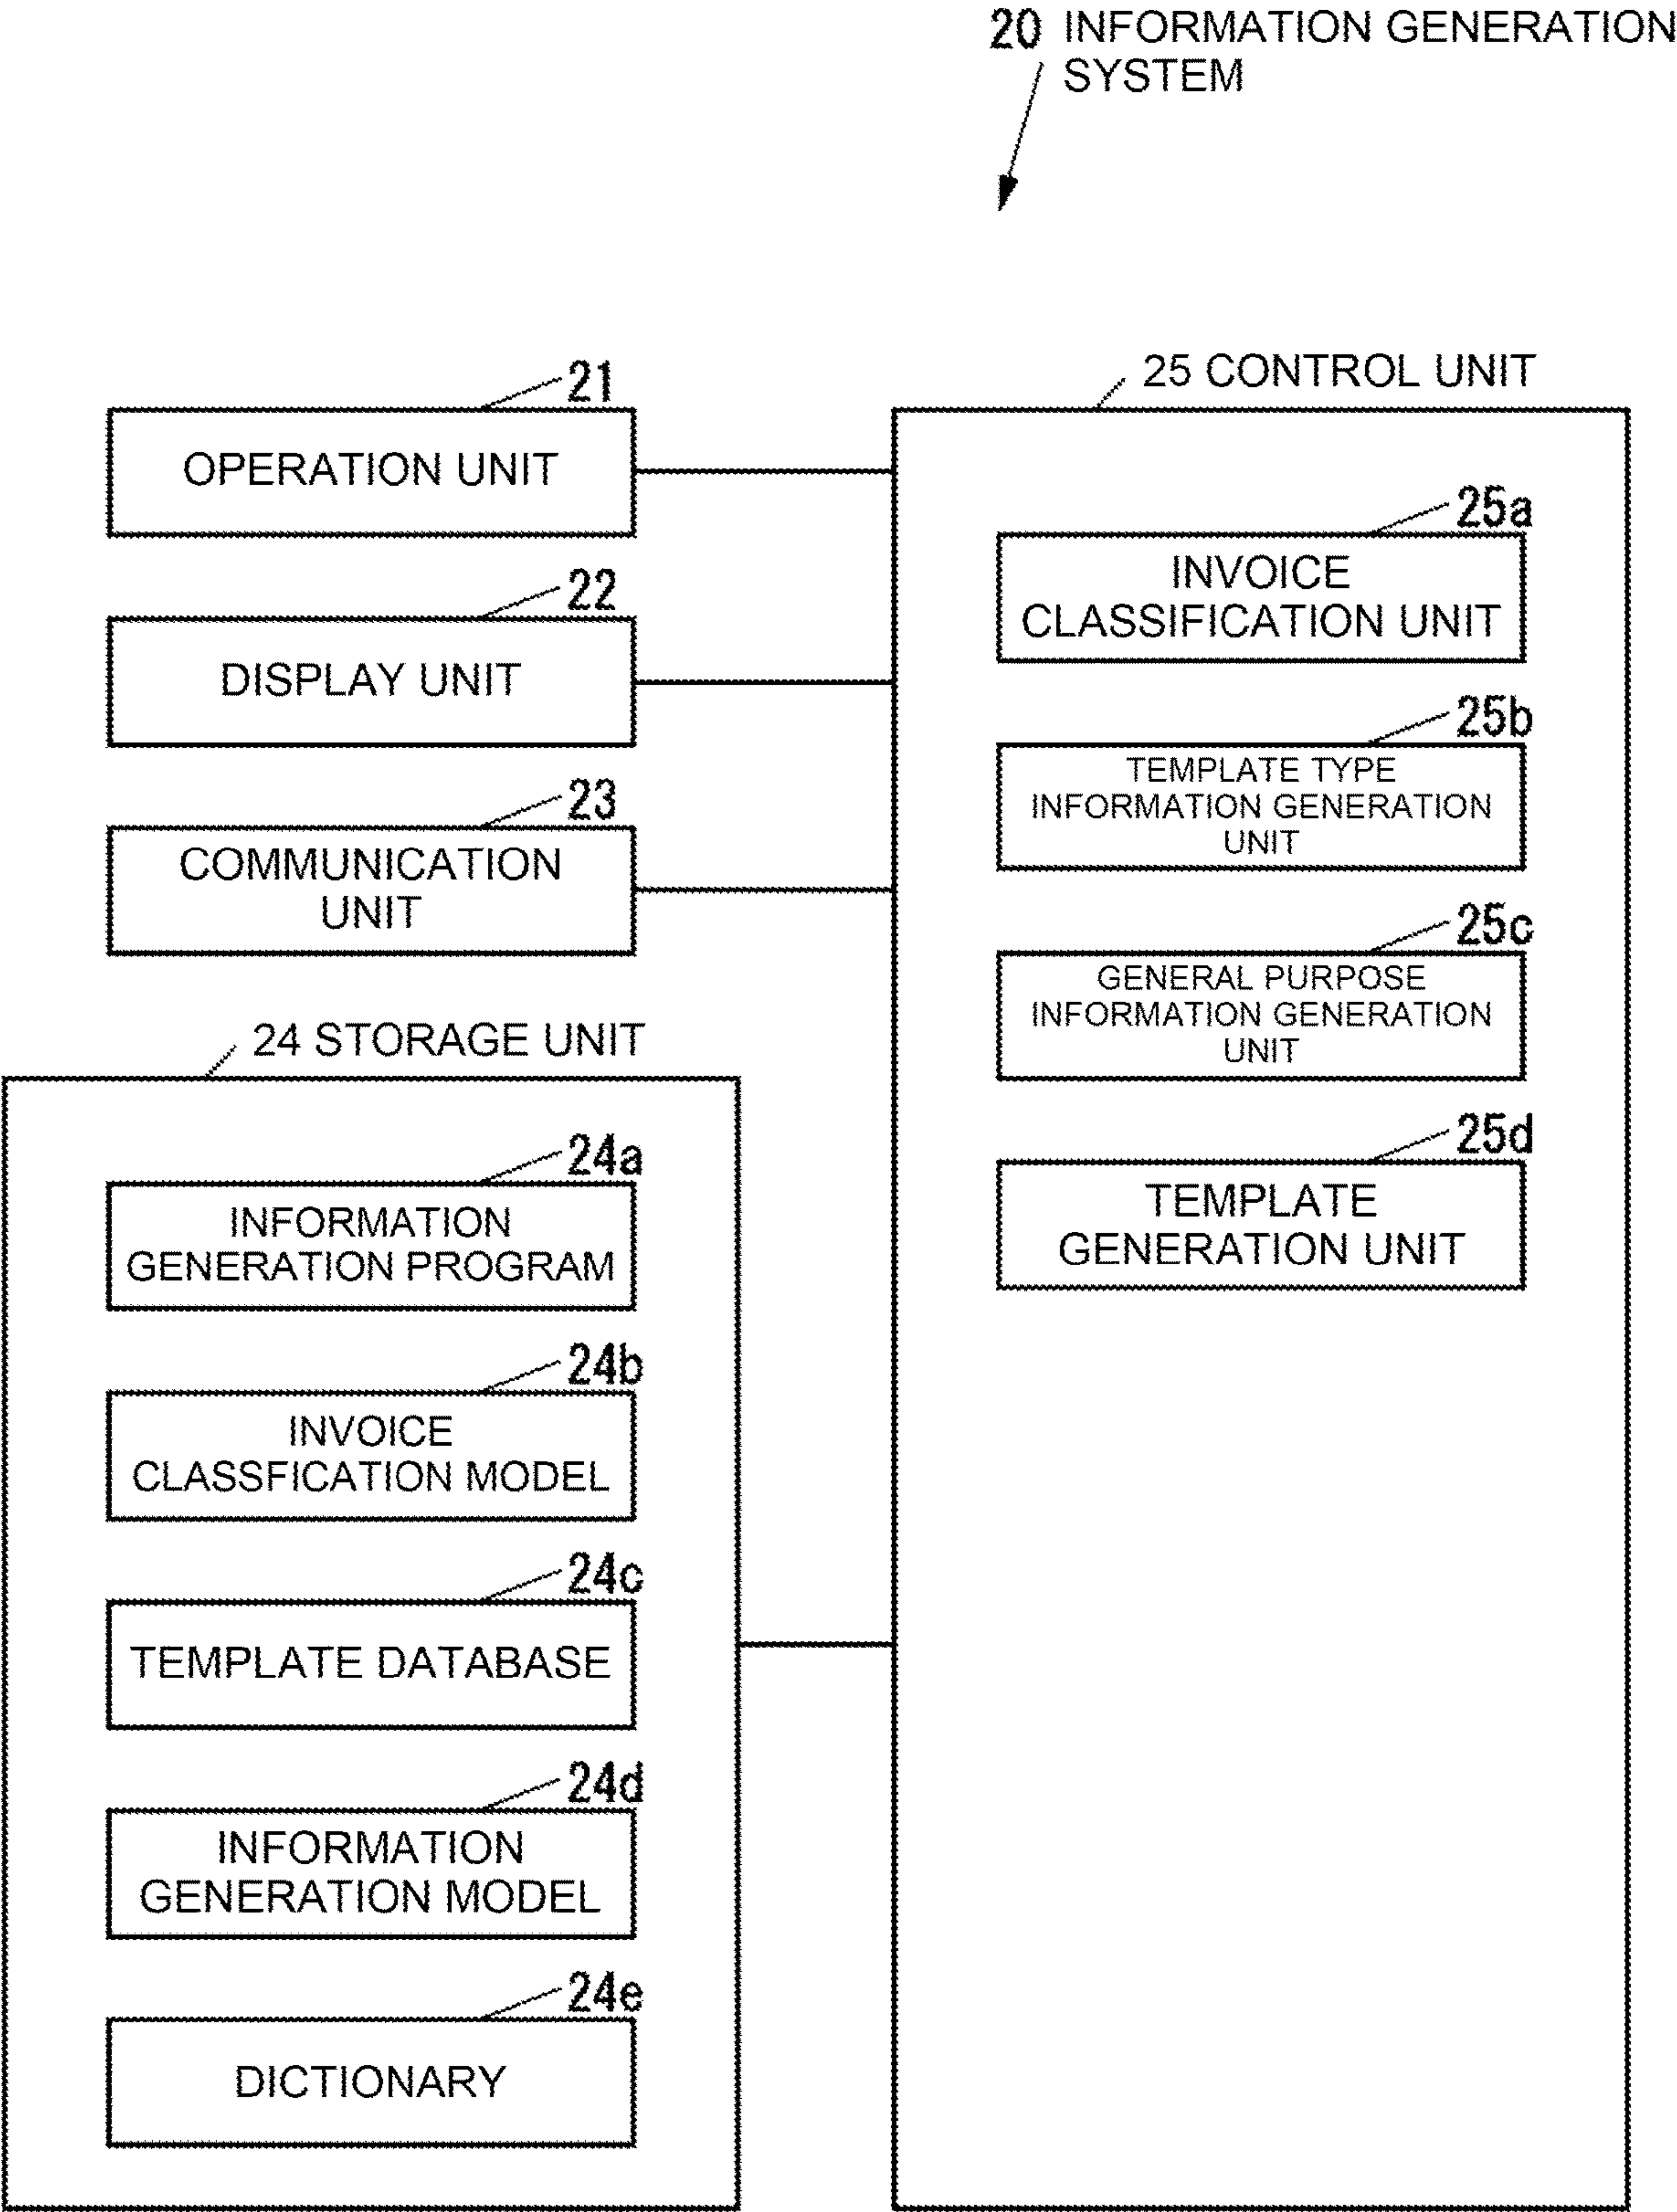 20 INFORMATION GENERATION
SYSTEM
21
OPERATION UNIT
22
DISPLAY UNIT
23
COMMUNICATION
UNIT
24 STORAGE UNIT
24a
INFORMATION
GENERATION PROGRAM
24b
INVOICE
CLASSFICATION MODEL
24c
TEMPLATE DATABASE
24d
INFORMATION
GENERATION MODEL
24e
DICTIONARY
25 CONTROL UNIT
25a
INVOICE
CLASSIFICATION UNIT
25b
TEMPLATE TYPE
INFORMATION GENERATION
UNIT
25c
GENERAL PURPOSE
INFORMATION GENERATION
UNIT
25d
TEMPLATE
GENERATION UNIT